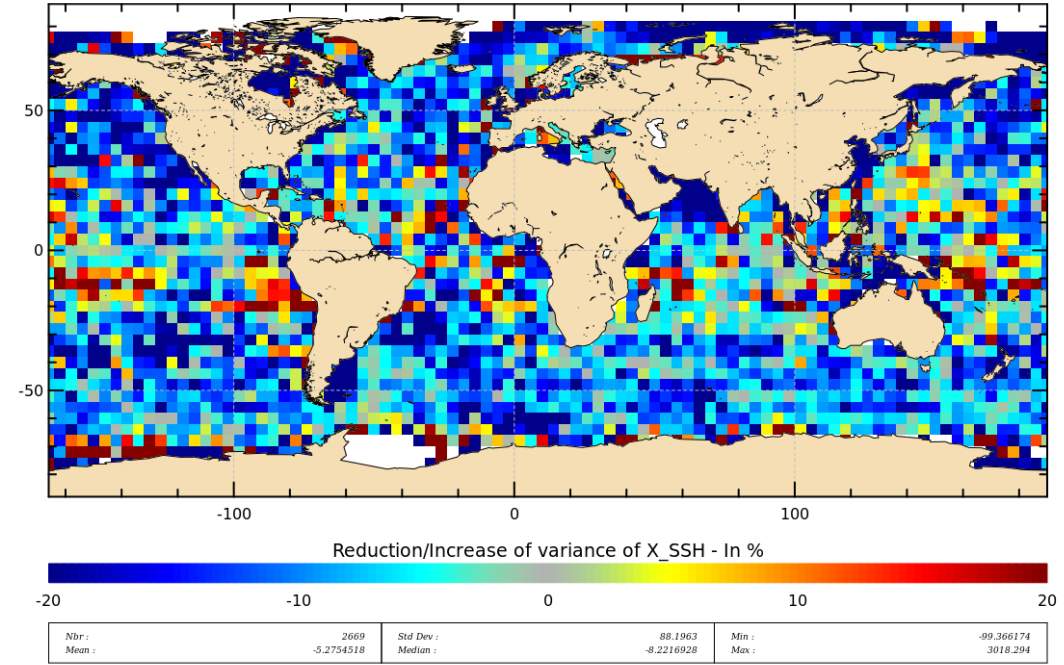 50
0
-50
-100 0 100
Reduction/Increase of variance of X_SSH - In %
-20 -10 0 10 20
Nbr : 2669 Std Dev : 88.1963 Min : -99.366174
Mean : -5.2754518 Median : -8.2216928 Max : 3018.294